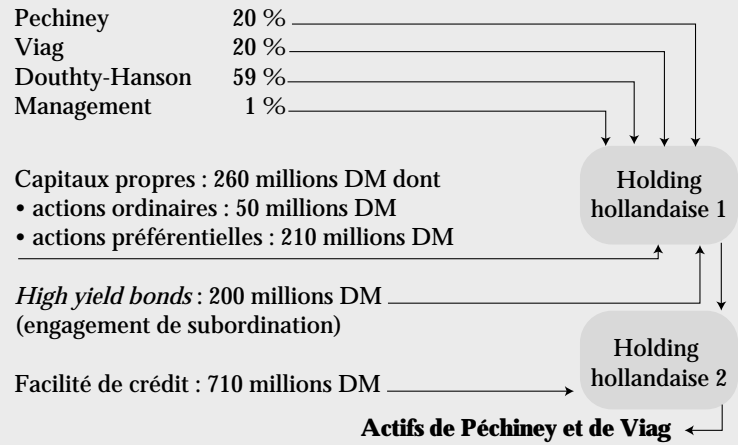 Pechiney 20 %
Viag 20 %
Douthty-Hanson 59 %
Management 1 %
Capitaux propres : 260 millions DM dont
• actions ordinaires : 50 millions DM
• actions préférentielles : 210 millions DM
Holding
hollandaise 1
High yield bonds : 200 millions DM
(engagement de subordination)
Holding
hollandaise 2
Facilité de crédit : 710 millions DM
Actifs de Péchiney et de Viag